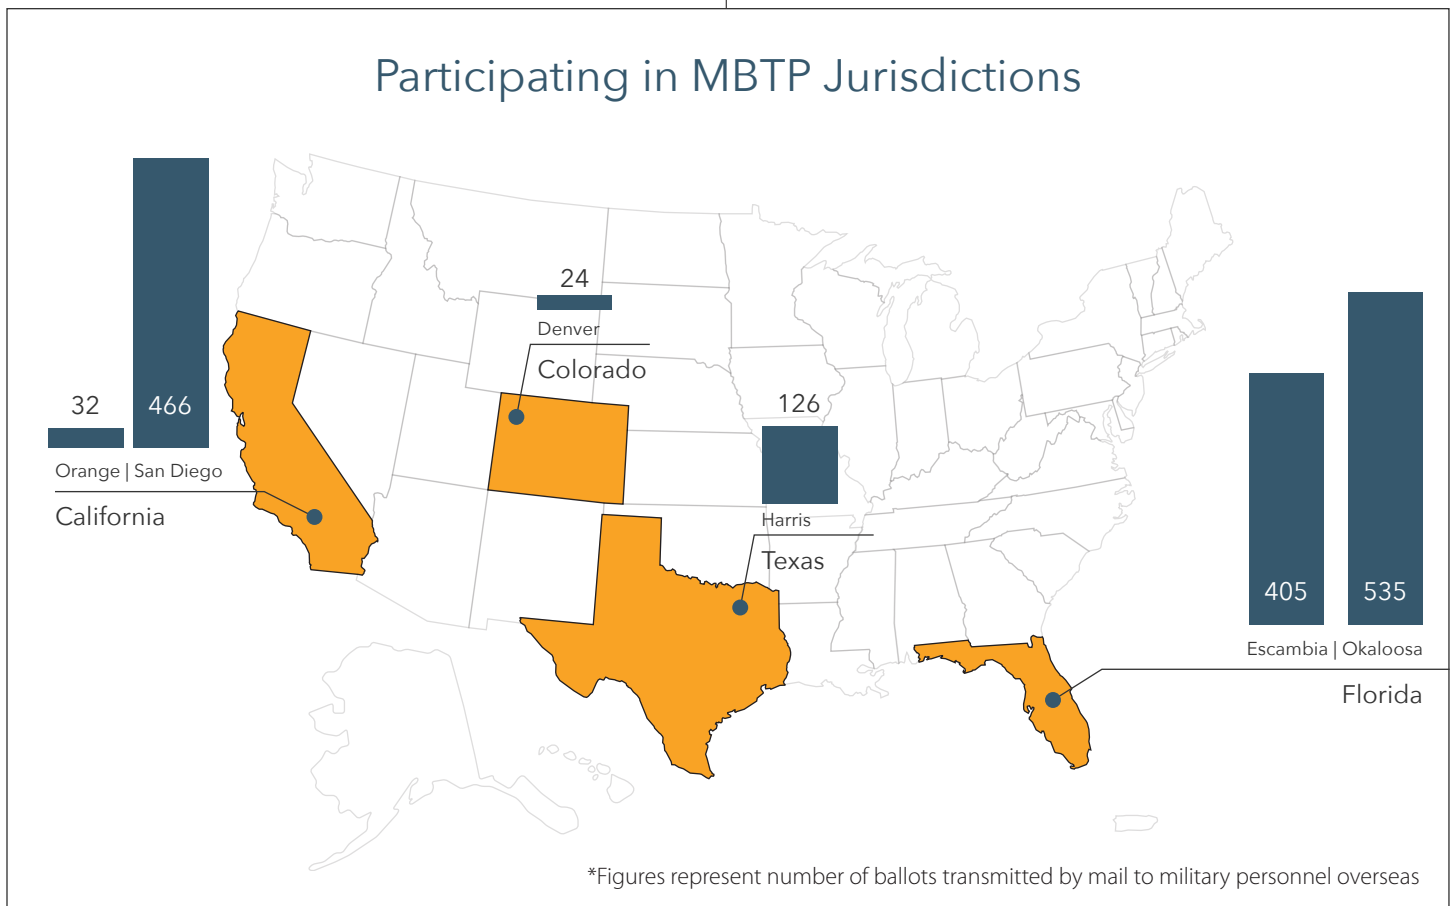 Participating in MBTP Jurisdictions
32
466
Orange | San Diego
California
24
Denver
Colorado
126
Harris
Texas
405
535
Escambia | Okaloosa
Florida
*Figures represent number of ballots transmitted by mail to military personnel overseas